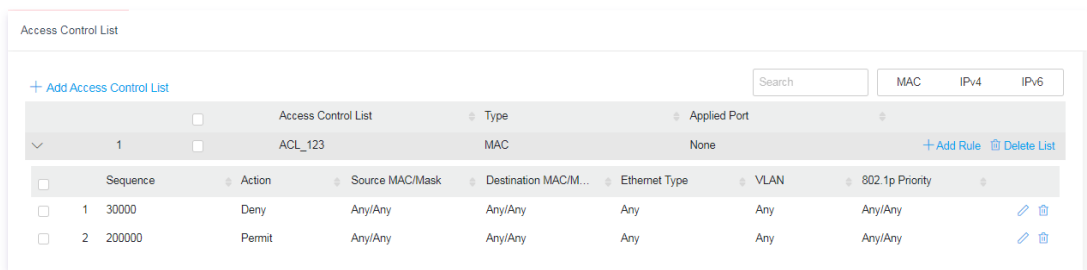 Access Control List
+ Add Access Control List
Search
MAC IPv4 IPv6
Access Control List Type Applied Port
1 ACL_123 MAC None + Add Rule Delete List
Sequence Action Source MAC/Mask Destination MAC/M... Ethernet Type VLAN 802.1p Priority
1 30000 Deny Any/Any Any/Any Any Any Any/Any
2 200000 Permit Any/Any Any/Any Any Any Any/Any